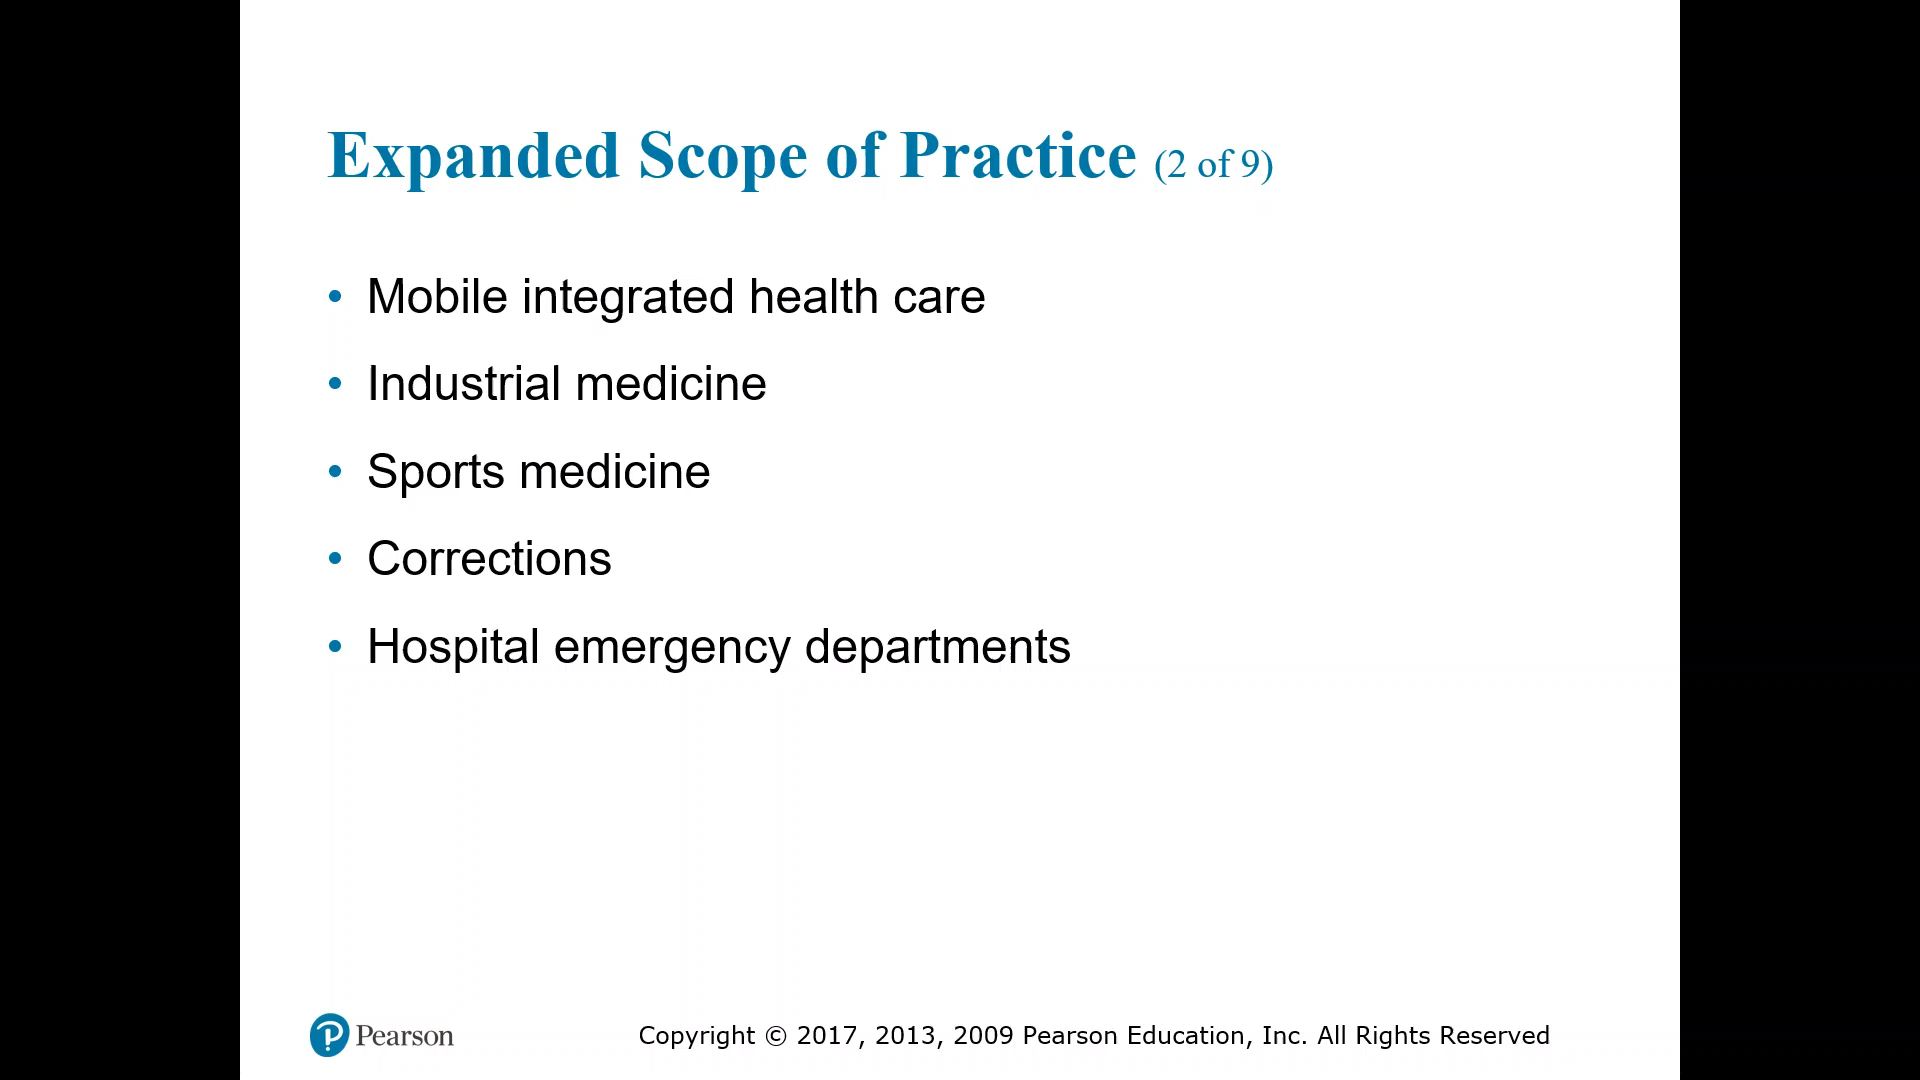 Expanded Scope of Practice (2 of 9)
• Mobile integrated health care
• Industrial medicine
• Sports medicine
• Corrections
• Hospital emergency departments
Pearson
Copyright © 2017, 2013, 2009 Pearson Education, Inc. All Rights Reserved